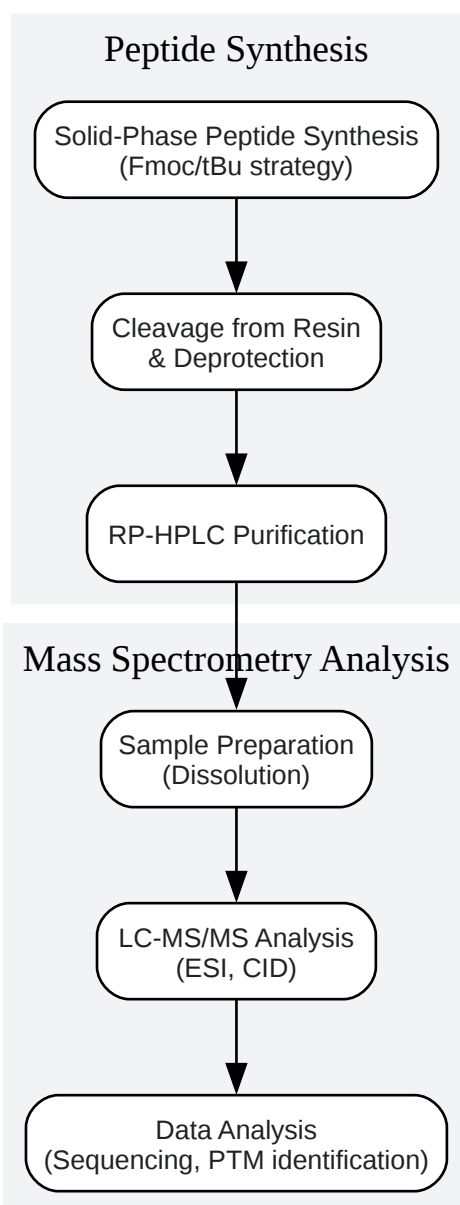 Peptide Synthesis
Solid-Phase Peptide Synthesis
(Fmoc/tBu strategy)
Cleavage from Resin
& Deprotection
RP-HPLC Purification
Mass Spectrometry Analysis
Sample Preparation
(Dissolution)
LC-MS/MS Analysis
(ESI, CID)
Data Analysis
(Sequencing, PTM identification)